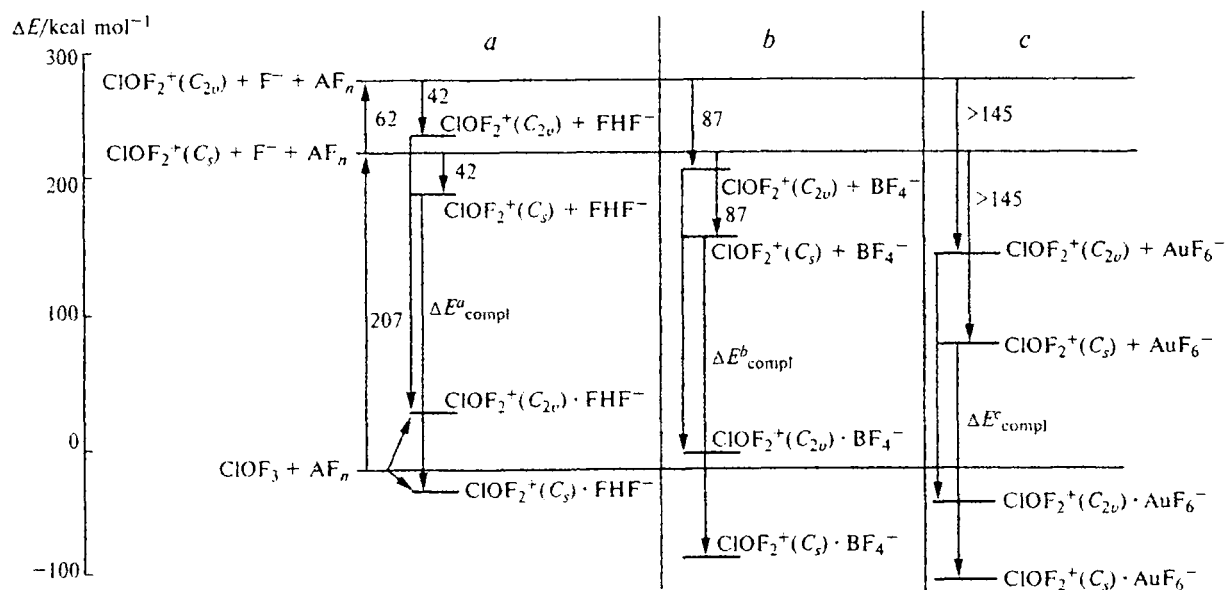 ΔE/kcal mol⁻¹
300
200
100
0
−100
a
b
c
ClOF₂⁺(C₂ᵥ) + F⁻ + AFₙ
62
42
ClOF₂⁺(C₂ᵥ) + FHF⁻
ClOF₂⁺(Cₛ) + F⁻ + AFₙ
42
ClOF₂⁺(Cₛ) + FHF⁻
207
ΔEᵃcompl
ClOF₂⁺(C₂ᵥ) · FHF⁻
ClOF₃ + AFₙ
ClOF₂⁺(Cₛ) · FHF⁻
87
ClOF₂⁺(C₂ᵥ) + BF₄⁻
87
ClOF₂⁺(Cₛ) + BF₄⁻
ΔEᵇcompl
ClOF₂⁺(C₂ᵥ) · BF₄⁻
ClOF₂⁺(Cₛ) · BF₄⁻
>145
>145
ClOF₂⁺(C₂ᵥ) + AuF₆⁻
ClOF₂⁺(Cₛ) + AuF₆⁻
ΔEᶜcompl
ClOF₂⁺(C₂ᵥ) · AuF₆⁻
ClOF₂⁺(Cₛ) · AuF₆⁻